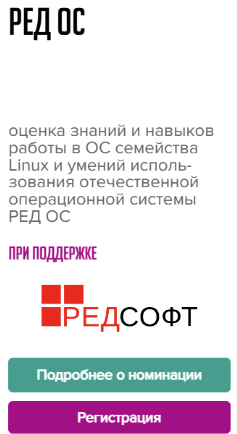 РЕД ОС
оценка знаний и навыков
работы в ОС семейства
Linux и умений исполь-
зования отечественной
операционной системы
РЕД ОС
ПРИ ПОДДЕРЖКЕ
РЕДСОФТ
Подробнее о номинации
Регистрация